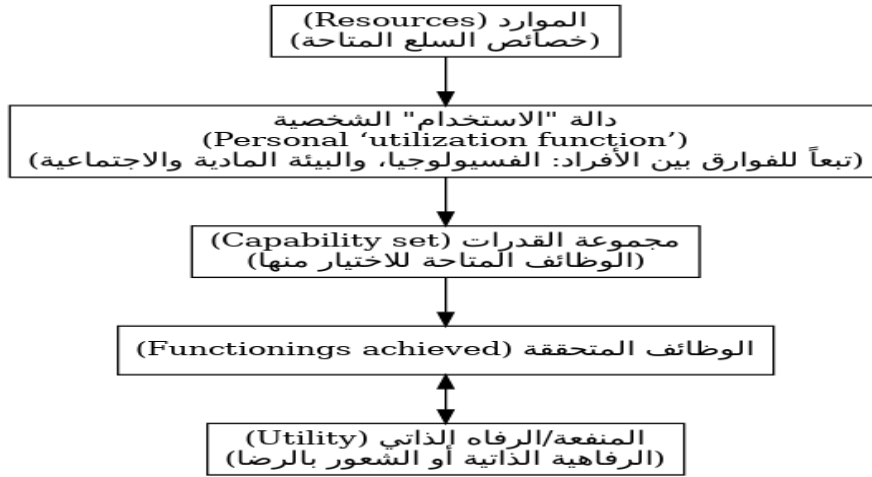 الموارد (Resources)
(خصائص السلع المتاحة)
دالة "الاستخدام" الشخصية
(Personal ‘utilization function’)
(تبعاً للفوارق بين الأفراد: الفسيولوجيا، والبيئة المادية والاجتماعية)
مجموعة القدرات (Capability set)
(الوظائف المتاحة للاختيار منها)
الوظائف المتحققة (Functionings achieved)
المنفعة/الرفاه الذاتي (Utility)
(الرفاهية الذاتية أو الشعور بالرضا)